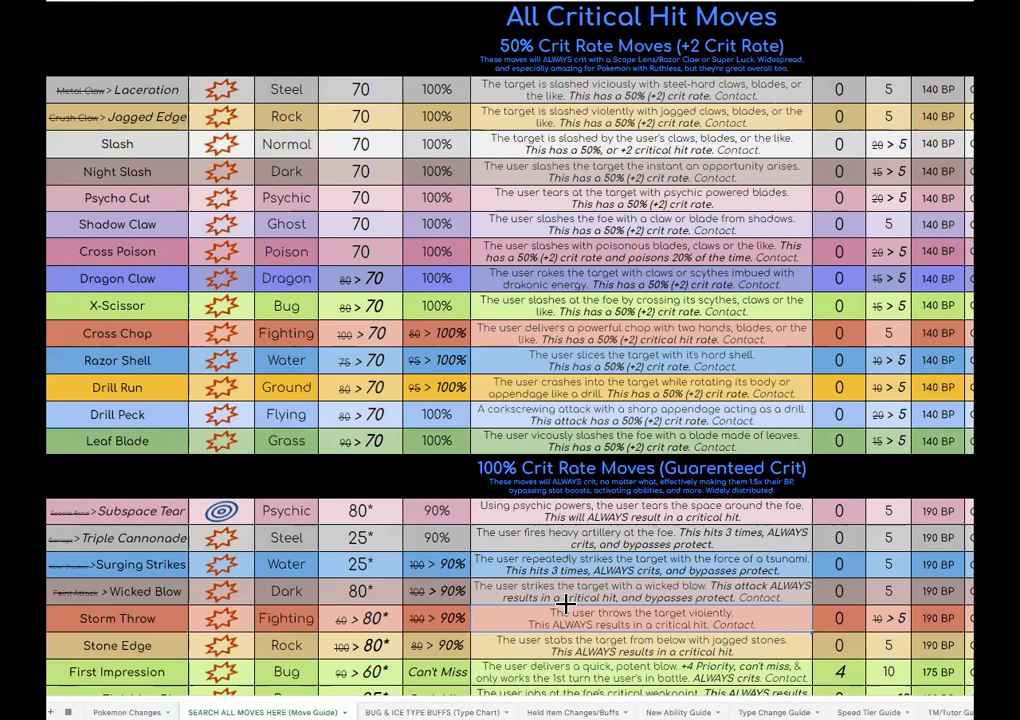 All Critical Hit Moves
50% Crit Rate Moves (+2 Crit Rate)
These moves will ALWAYS crit with a Scope Lens/Razor Claw or Super Luck. Widespread,
and especially amazing for Pokemon with Ruthless, but they're great overall too.
Metal Claw > Laceration Steel 70 100% The target is slashed viciously with steel-hard claws, blades, or
the like. This has a 50% (+2) crit rate. Contact. 0 5 140 BP
Crush Claw > Jagged Edge Rock 70 100% The target is slashed violently with jagged claws, blades, or the
like. This has a 50% (+2) crit rate. Contact. 0 5 140 BP
Slash Normal 70 100% The target is slashed by the user's claws, blades, or the like.
This has a 50%, or +2 critical hit rate. Contact. 0 20 > 5 140 BP
Night Slash Dark 70 100% The user slashes the target the instant an opportunity arises.
This has a 50% (+2) crit rate. Contact. 0 15 > 5 140 BP
Psycho Cut Psychic 70 100% The user tears at the target with psychic powered blades.
This has a 50% (+2) crit rate. 0 20 > 5 140 BP
Shadow Claw Ghost 70 100% The user slashes the foe with a claw or blade from shadows.
This has a 50% (+2) crit rate. Contact. 0 5 140 BP
Cross Poison Poison 70 100% The user slashes with poisonous blades, claws or the like. This
has a 50% (+2) crit rate and poisons 20% of the time. Contact. 0 20 > 5 140 BP
Dragon Claw Dragon 80 > 70 100% The user rakes the target with claws or scythes imbued with
drakonic energy. This has a 50% (+2) crit rate. Contact. 0 15 > 5 140 BP
X-Scissor Bug 80 > 70 100% The user slashes at the foe by crossing its scythes, claws or the
like. This has a 50% (+2) crit rate. Contact. 0 15 > 5 140 BP
Cross Chop Fighting 100 > 70 80 > 100% The user delivers a powerful chop with two hands, blades, or the
like. This has a 50% (+2) critical hit rate. Contact. 0 5 140 BP
Razor Shell Water 75 > 70 95 > 100% The user slices the target with it's hard shell.
This has a 50% (+2) crit rate. Contact. 0 10 > 5 140 BP
Drill Run Ground 80 > 70 95 > 100% The user crashes into the target while rotating its body or
appendage like a drill. This has a 50% (+2) crit rate. Contact. 0 10 > 5 140 BP
Drill Peck Flying 80 > 70 100% A corkscrewing attack with a sharp appendage acting as a drill.
This attack has a 50% (+2) crit rate. Contact. 0 20 > 5 140 BP
Leaf Blade Grass 90 > 70 100% The user vicously slashes the foe with a blade made of leaves.
This has a 50% (+2) crit rate. Contact. 0 15 > 5 140 BP
100% Crit Rate Moves (Guarenteed Crit)
These moves will ALWAYS crit, no matter what, effectively making them 1.5x their BP,
bypassing stat boosts, activating abilities, and more. Widely distributed.
> Subspace Tear Psychic 80* 90% Using psychic powers, the user tears the space around the foe.
This will ALWAYS result in a critical hit. 0 5 190 BP
> Triple Cannonade Steel 25* 90% The user fires heavy artillery at the foe. This hits 3 times, ALWAYS
crits, and bypasses protect. 0 5 190 BP
> Surging Strikes Water 25* 100 > 90% The user repeatedly strikes the target with the force of a tsunami.
This hits 3 times, ALWAYS crits, and bypasses protect. 0 5 190 BP
Feint Attack > Wicked Blow Dark 80* 100 > 90% The user strikes the target with a wicked blow. This attack ALWAYS
results in a critical hit, and bypasses protect. Contact. 0 5 190 BP
Storm Throw Fighting 60 > 80* 100 > 90% The user throws the target violently.
This ALWAYS results in a critical hit. Contact. 0 10 > 5 190 BP
Stone Edge Rock 100 > 80* 80 > 90% The user stabs the target from below with jagged stones.
This ALWAYS results in a critical hit. 0 5 190 BP
First Impression Bug 90 > 60* Can't Miss The user delivers a quick, potent blow. +4 Priority, can't miss, &
only works the 1st turn the user's in battle. ALWAYS crits. Contact. 4 10 175 BP
The user jabs at the foe's critical weakpoint. This ALWAYS results
+ Pokemon Changes SEARCH ALL MOVES HERE (Move Guide) BUG & ICE TYPE BUFFS (Type Chart) Held Item Changes/Buffs New Ability Guide Type Change Guide Speed Tier Guide TM/Tutor Gu